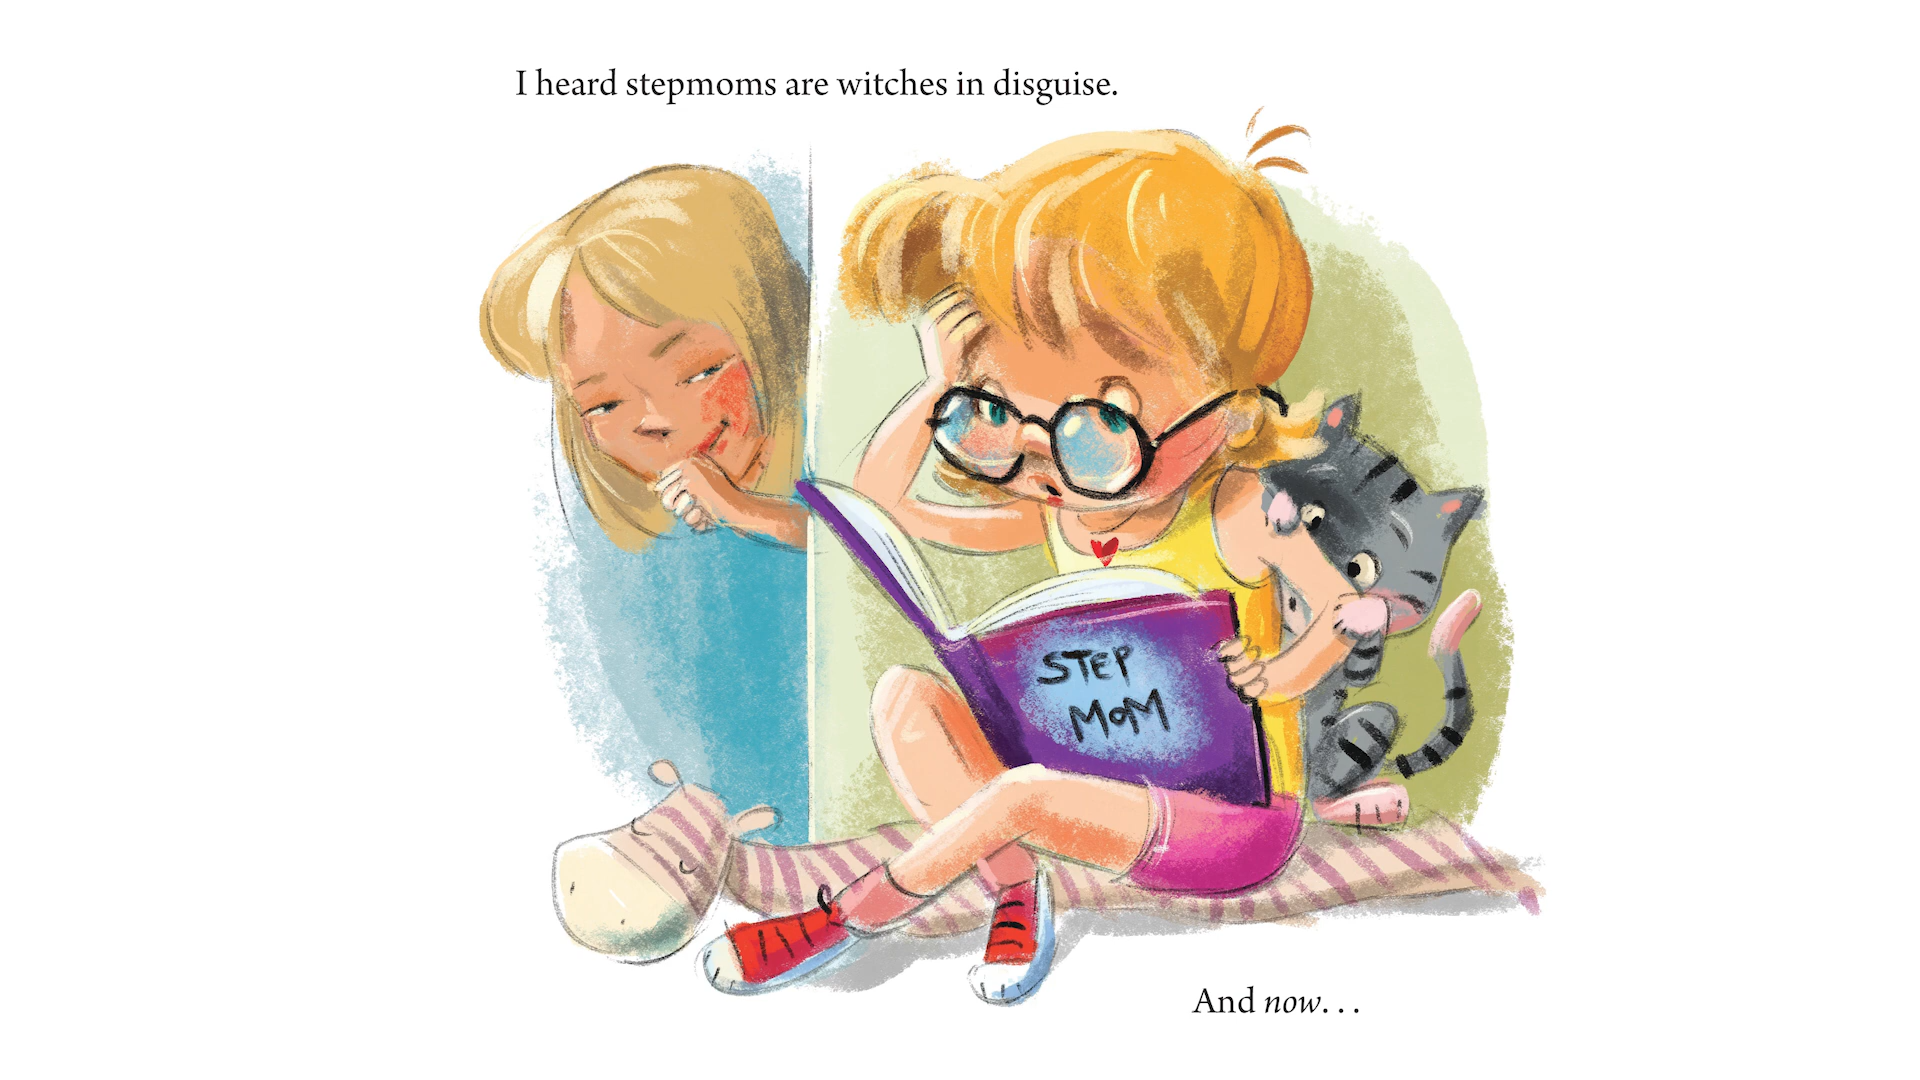 I heard stepmoms are witches in disguise.
STEP
MOM
And now. . .